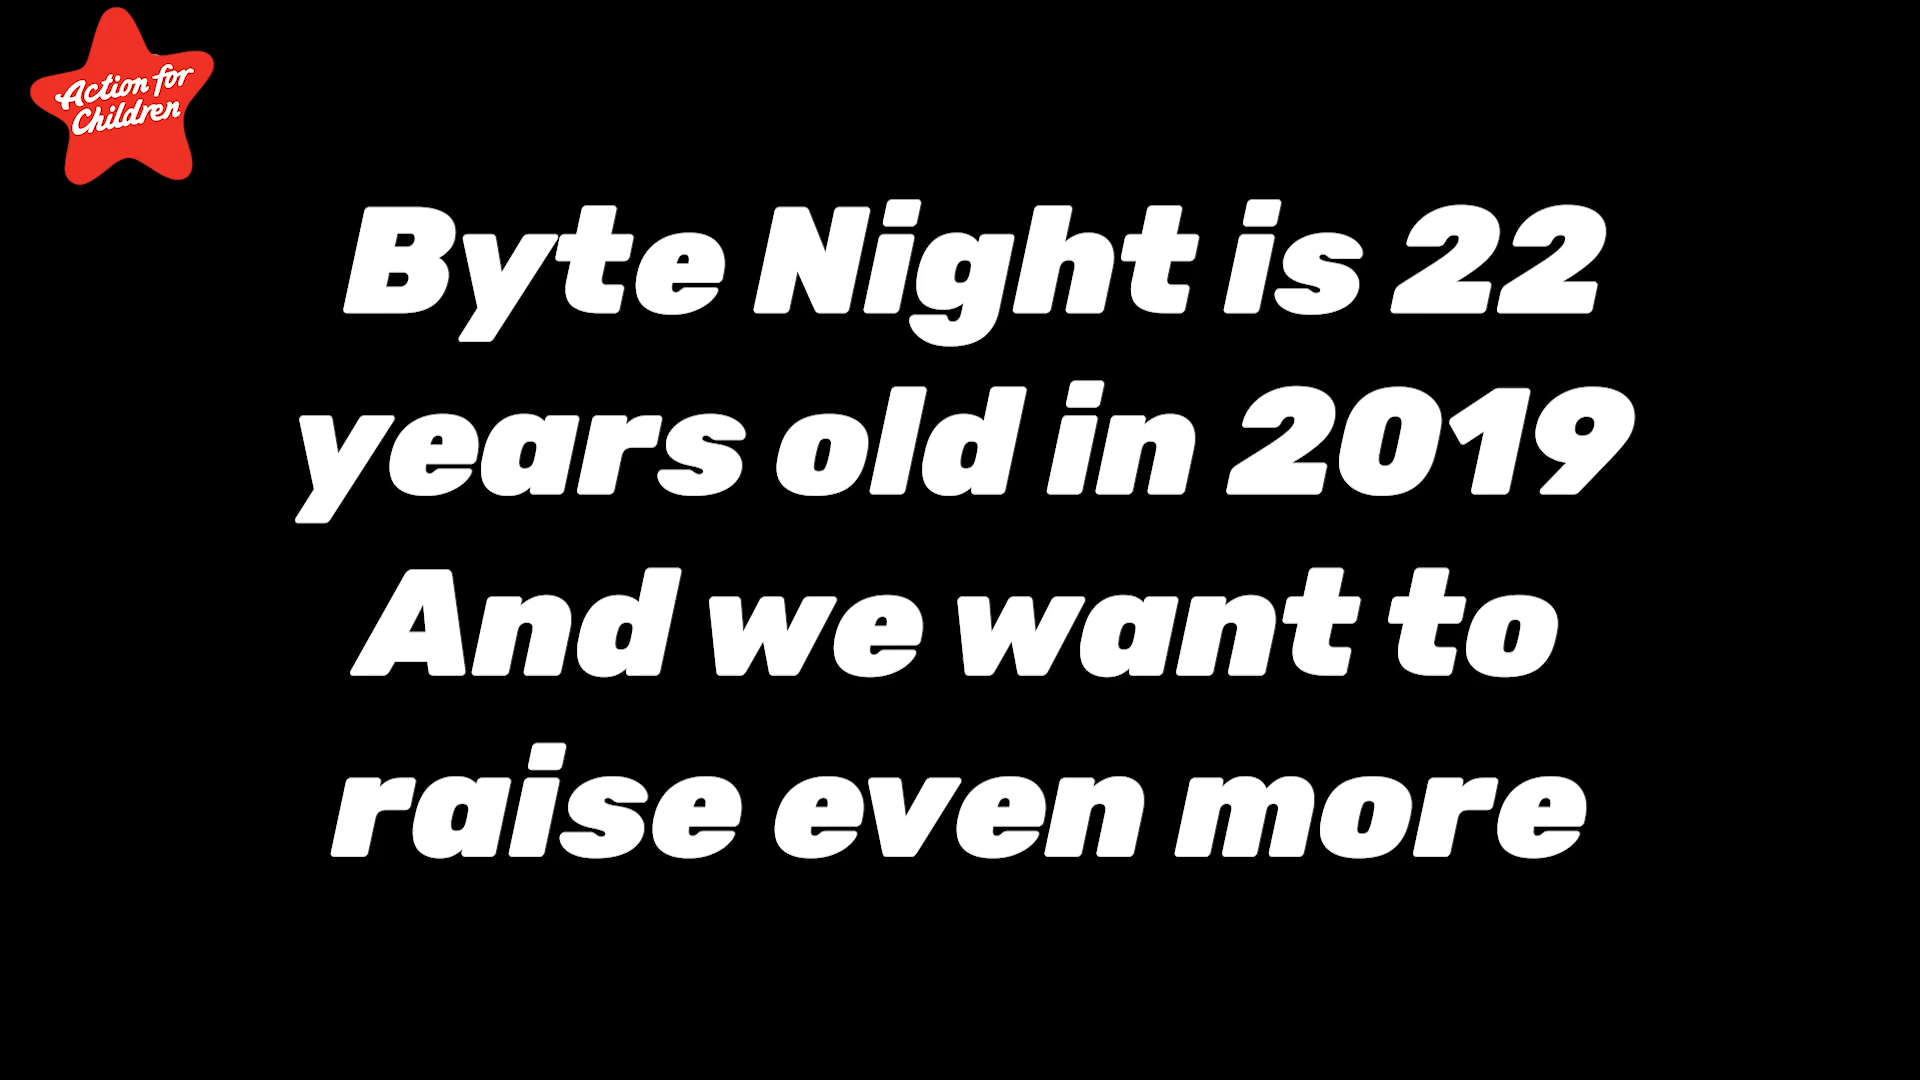 Action for
Children
Byte Night is 22
years old in 2019
And we want to
raise even more